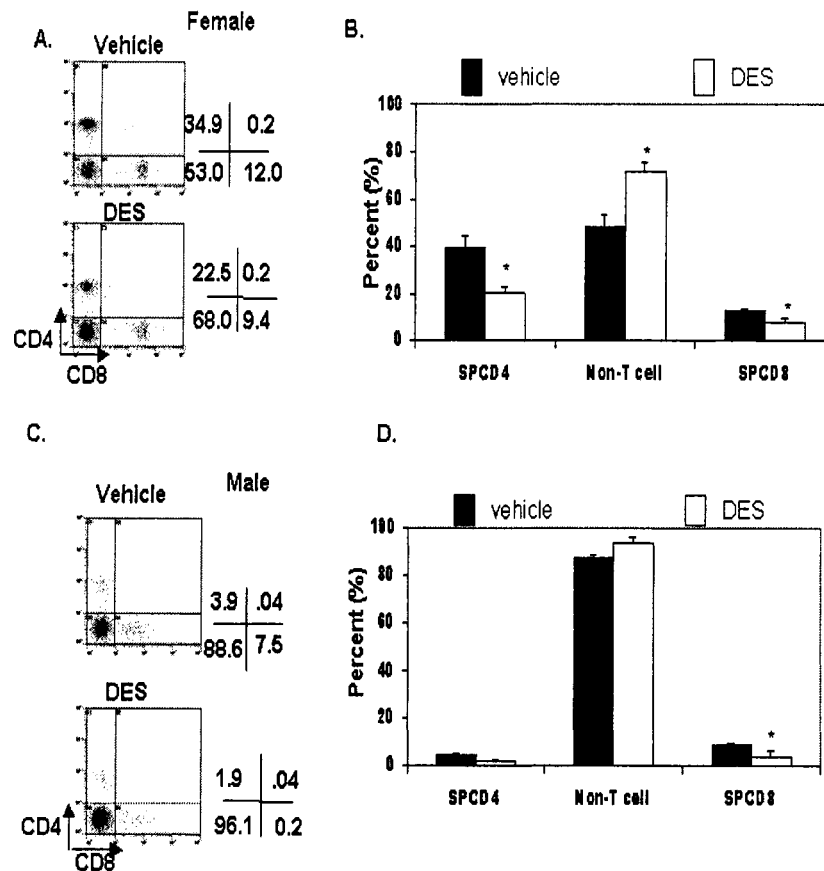 A.
Female
Vehicle
34.9 0.2
53.0 12.0
DES
22.5 0.2
68.0 9.4
CD4
CD8
B.
vehicle DES
Percent (%)
100
80
60
40
20
0
*
*
*
SPCD4 Non-T cell SPCD8
C.
Male
Vehicle
3.9 .04
88.6 7.5
DES
1.9 .04
96.1 0.2
CD4
CD8
D.
vehicle DES
Percent (%)
100
80
60
40
20
0
*
SPCD4 Non-T cell SPCD8